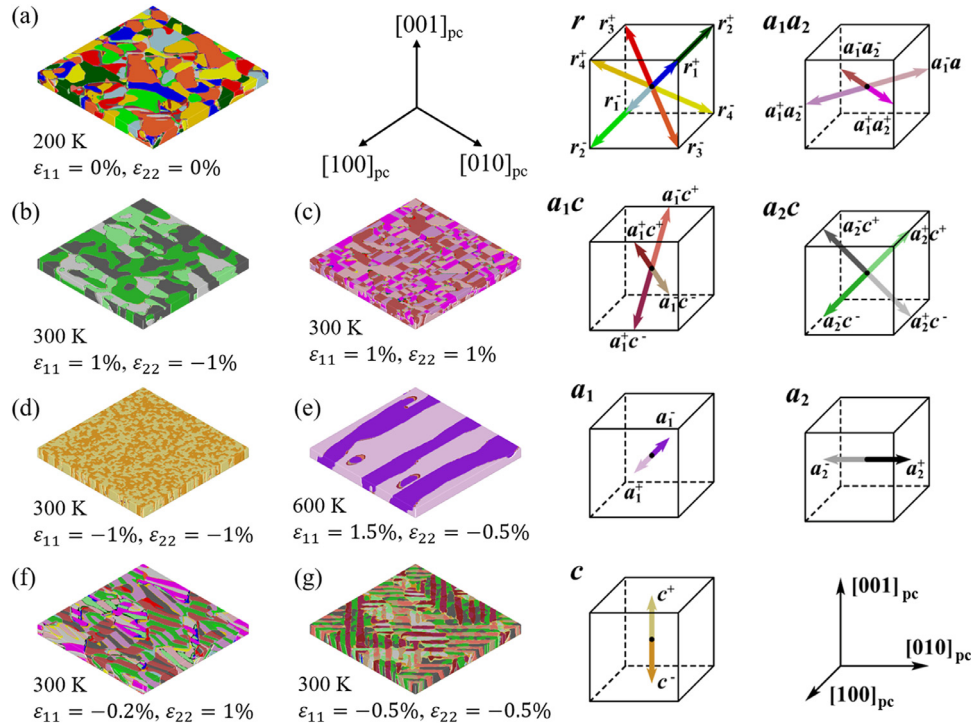 (a)
200 K
ε₁₁ = 0%, ε₂₂ = 0%
[001]pc
[100]pc
[010]pc
(b)
300 K
ε₁₁ = 1%, ε₂₂ = −1%
(c)
300 K
ε₁₁ = 1%, ε₂₂ = 1%
(d)
300 K
ε₁₁ = −1%, ε₂₂ = −1%
(e)
600 K
ε₁₁ = 1.5%, ε₂₂ = −0.5%
(f)
300 K
ε₁₁ = −0.2%, ε₂₂ = 1%
(g)
300 K
ε₁₁ = −0.5%, ε₂₂ = −0.5%
r
r₃⁺
r₂⁺
r₄⁺
r₁⁺
r₁⁻
r₄⁻
r₂⁻
r₃⁻
a₁a₂
a₁⁻a₂⁻
a₁⁻a
a₁⁺a₂
a₁⁺a₂⁺
a₁c
a₁⁻c⁺
a₁⁺c⁺
a₁c⁻
a₁⁺c⁻
a₂c
a₂⁻c⁺
a₂⁺c⁺
a₂⁻c⁻
a₂⁺c⁻
a₁
a₁⁻
a₁⁺
a₂
a₂⁻
a₂⁺
c
c⁺
c⁻
[001]pc
[010]pc
[100]pc